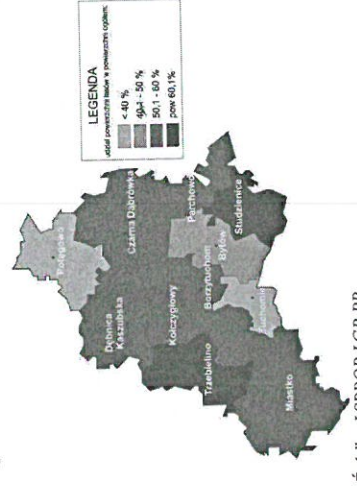 LEGENDA
udział powierzchni lasów w powierzchni ogółem:
< 40 %
40,1 - 50 %
50,1 - 60 %
pow 60,1%
Potęgowo
Dębnica
Kaszubska
Czarna Dąbrówka
Kołczygłowy
Parchowo
Borzytuchom
Bytów
Studzienice
Trzebielino
Tuchomie
Miastko